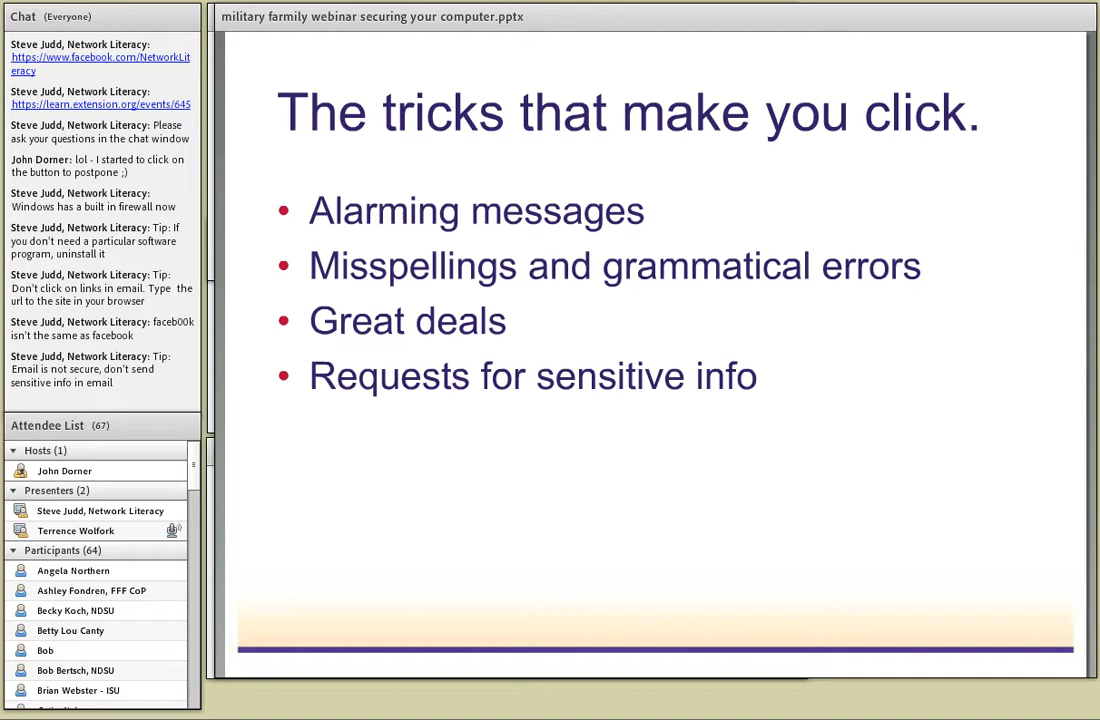 Chat (Everyone)
Steve Judd, Network Literacy:
https://www.facebook.com/NetworkLit
eracy
Steve Judd, Network Literacy:
https://learn.extension.org/events/645
Steve Judd, Network Literacy: Please
ask your questions in the chat window
John Dorner: lol - I started to click on
the button to postpone ;)
Steve Judd, Network Literacy:
Windows has a built in firewall now
Steve Judd, Network Literacy: Tip: If
you don't need a particular software
program, uninstall it
Steve Judd, Network Literacy: Tip:
Don't click on links in email. Type the
url to the site in your browser
Steve Judd, Network Literacy: faceb00k
isn't the same as facebook
Steve Judd, Network Literacy: Tip:
Email is not secure, don't send
sensitive info in email
Attendee List (67)
Hosts (1)
John Dorner
Presenters (2)
Steve Judd, Network Literacy
Terrence Wolfork
Participants (64)
Angela Northern
Ashley Fondren, FFF CoP
Becky Koch, NDSU
Betty Lou Canty
Bob
Bob Bertsch, NDSU
Brian Webster - ISU
military farmily webinar securing your computer.pptx
The tricks that make you click.
• Alarming messages
• Misspellings and grammatical errors
• Great deals
• Requests for sensitive info